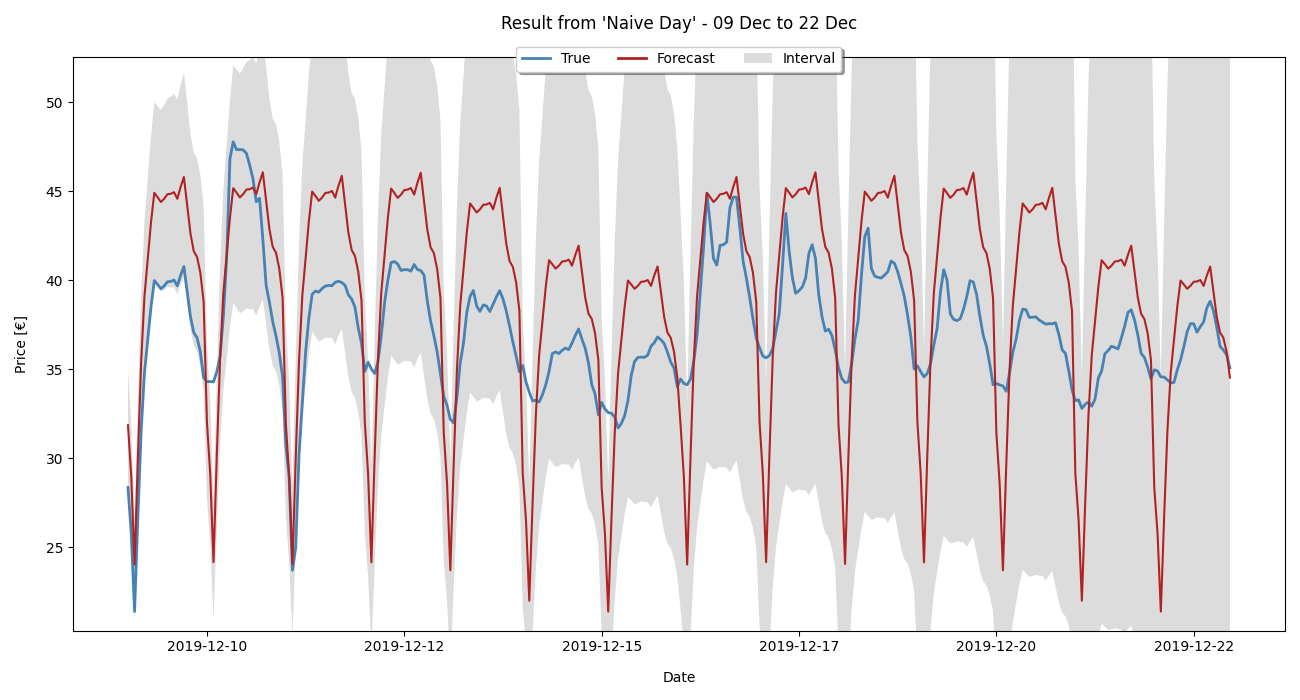 Result from 'Naive Day' - 09 Dec to 22 Dec
True Forecast Interval
Price [€]
50
45
40
35
30
25
2019-12-10 2019-12-12 2019-12-15 2019-12-17 2019-12-20 2019-12-22
Date